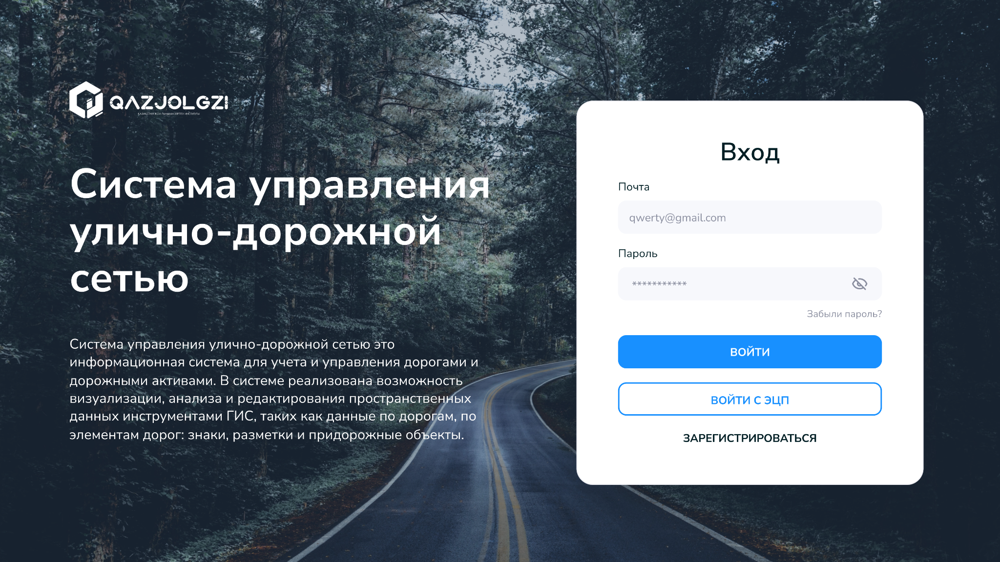 QAZJOLGZI
ҚАЗАҚСТАН ЖОЛ ҒЫЛЫМИ-ЗЕРТТЕУ ИНСТИТУТЫ
Система управления
улично-дорожной
сетью
Система управления улично-дорожной сетью это
информационная система для учета и управления дорогами и
дорожными активами. В системе реализована возможность
визуализации, анализа и редактирования пространственных
данных инструментами ГИС, таких как данные по дорогам, по
элементам дорог: знаки, разметки и придорожные объекты.
Вход
Почта
qwerty@gmail.com
Пароль
***********
Забыли пароль?
ВОЙТИ
ВОЙТИ С ЭЦП
ЗАРЕГИСТРИРОВАТЬСЯ